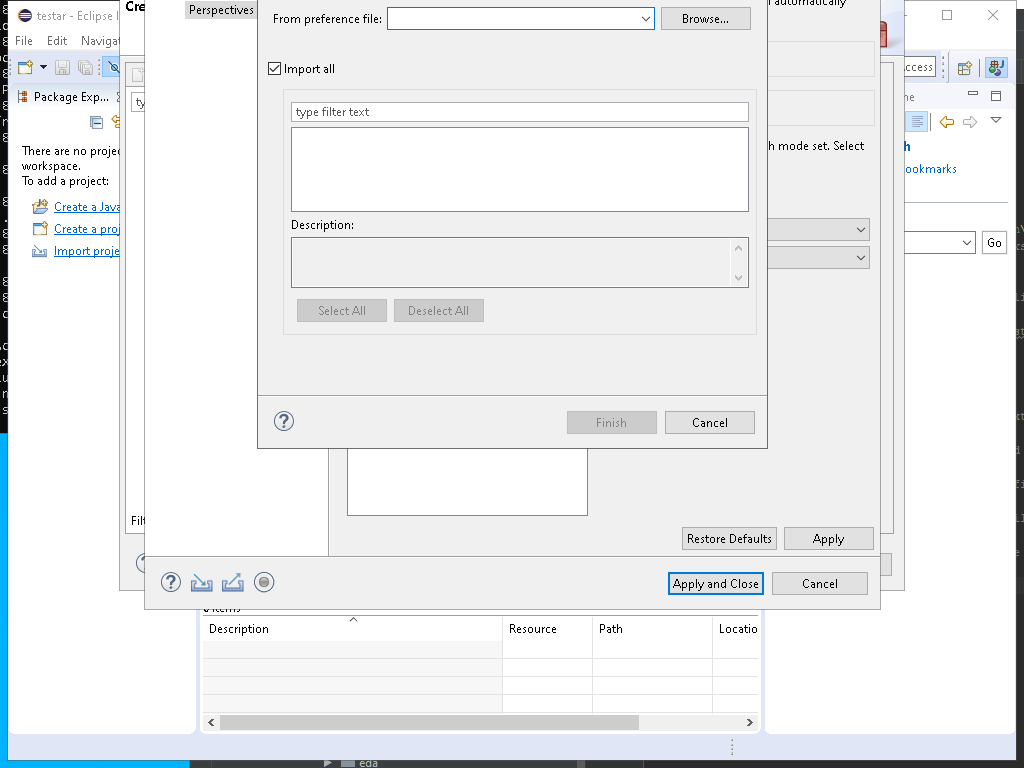 testar - Eclipse I
File Edit Navigat
Package Exp...
There are no projec
workspace.
To add a project:
Create a Java
Create a proj
Import proje
Cre
ty
Filt
Perspectives
From preference file:
Browse...
Import all
type filter text
Description:
Select All
Deselect All
Finish
Cancel
automatically
h mode set. Select
Restore Defaults
Apply
Apply and Close
Cancel
ccess
ne
h
ookmarks
Go
Items
Description
Resource
Path
Locatio
eda